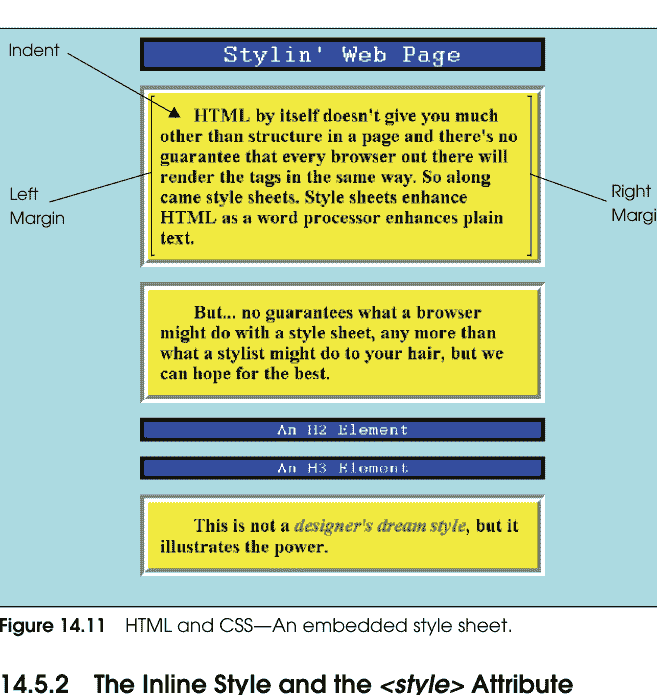 Stylin' Web Page
Indent
HTML by itself doesn't give you much
other than structure in a page and there's no
guarantee that every browser out there will
render the tags in the same way. So along
came style sheets. Style sheets enhance
HTML as a word processor enhances plain
text.
Left
Margin
Right
Margi
But... no guarantees what a browser
might do with a style sheet, any more than
what a stylist might do to your hair, but we
can hope for the best.
An H2 Element
An H3 Element
This is not a designer's dream style, but it
illustrates the power.
Figure 14.11 HTML and CSS—An embedded style sheet.
14.5.2 The Inline Style and the <style> Attribute